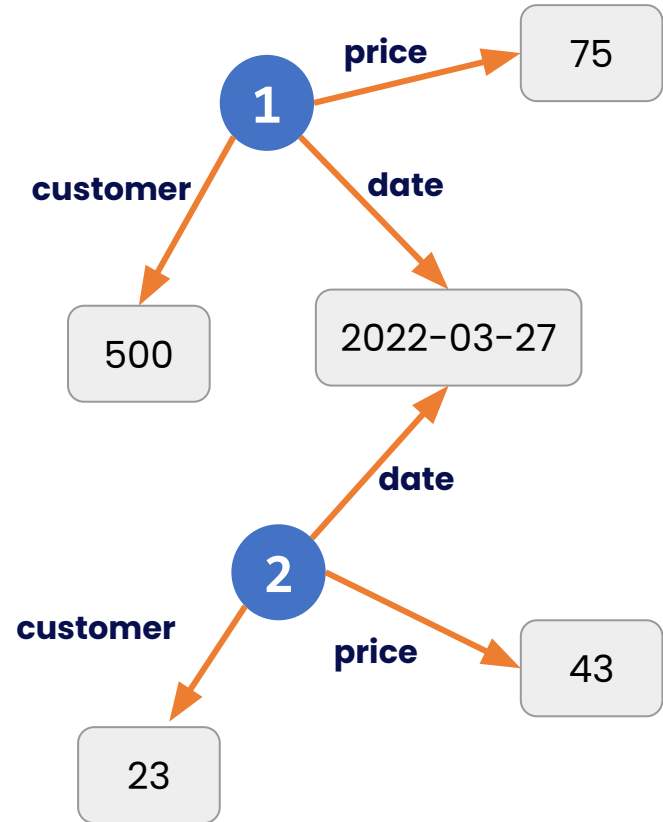 price
75
1
customer
date
500
2022-03-27
date
2
customer
price
43
23